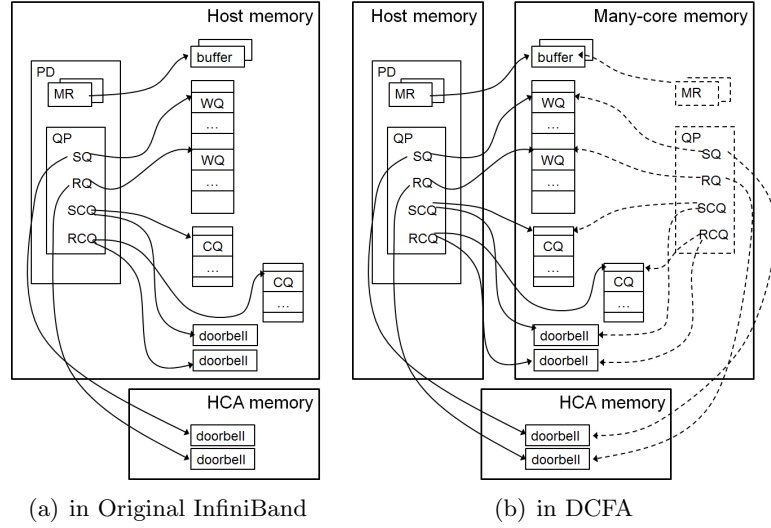 Host memory
PD
MR
buffer
WQ
...
QP
SQ
WQ
RQ
...
SCQ
RCQ
CQ
...
CQ
...
doorbell
doorbell
HCA memory
doorbell
doorbell
(a) in Original InfiniBand
Host memory
Many-core memory
PD
MR
buffer
MR
WQ
...
QP
QP
SQ
WQ
SQ
RQ
...
RQ
SCQ
SCQ
RCQ
CQ
RCQ
...
CQ
...
doorbell
doorbell
HCA memory
doorbell
doorbell
(b) in DCFA